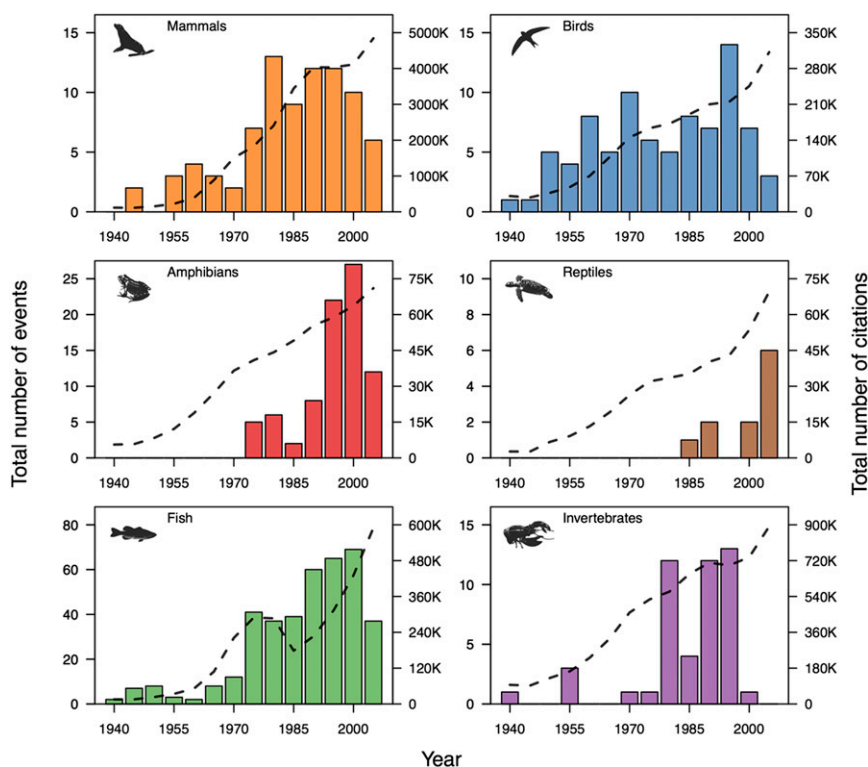 Mammals
15
10
5
0
5000K
4000K
3000K
2000K
1000K
0
1940 1955 1970 1985 2000
Birds
15
10
5
0
350K
280K
210K
140K
70K
0
1940 1955 1970 1985 2000
Amphibians
25
20
15
10
5
0
75K
60K
45K
30K
15K
0
1940 1955 1970 1985 2000
Reptiles
10
8
6
4
2
0
75K
60K
45K
30K
15K
0
1940 1955 1970 1985 2000
Fish
80
60
40
20
0
600K
480K
360K
240K
120K
0
1940 1955 1970 1985 2000
Invertebrates
15
10
5
0
900K
720K
540K
360K
180K
0
1940 1955 1970 1985 2000
Total number of events
Total number of citations
Year